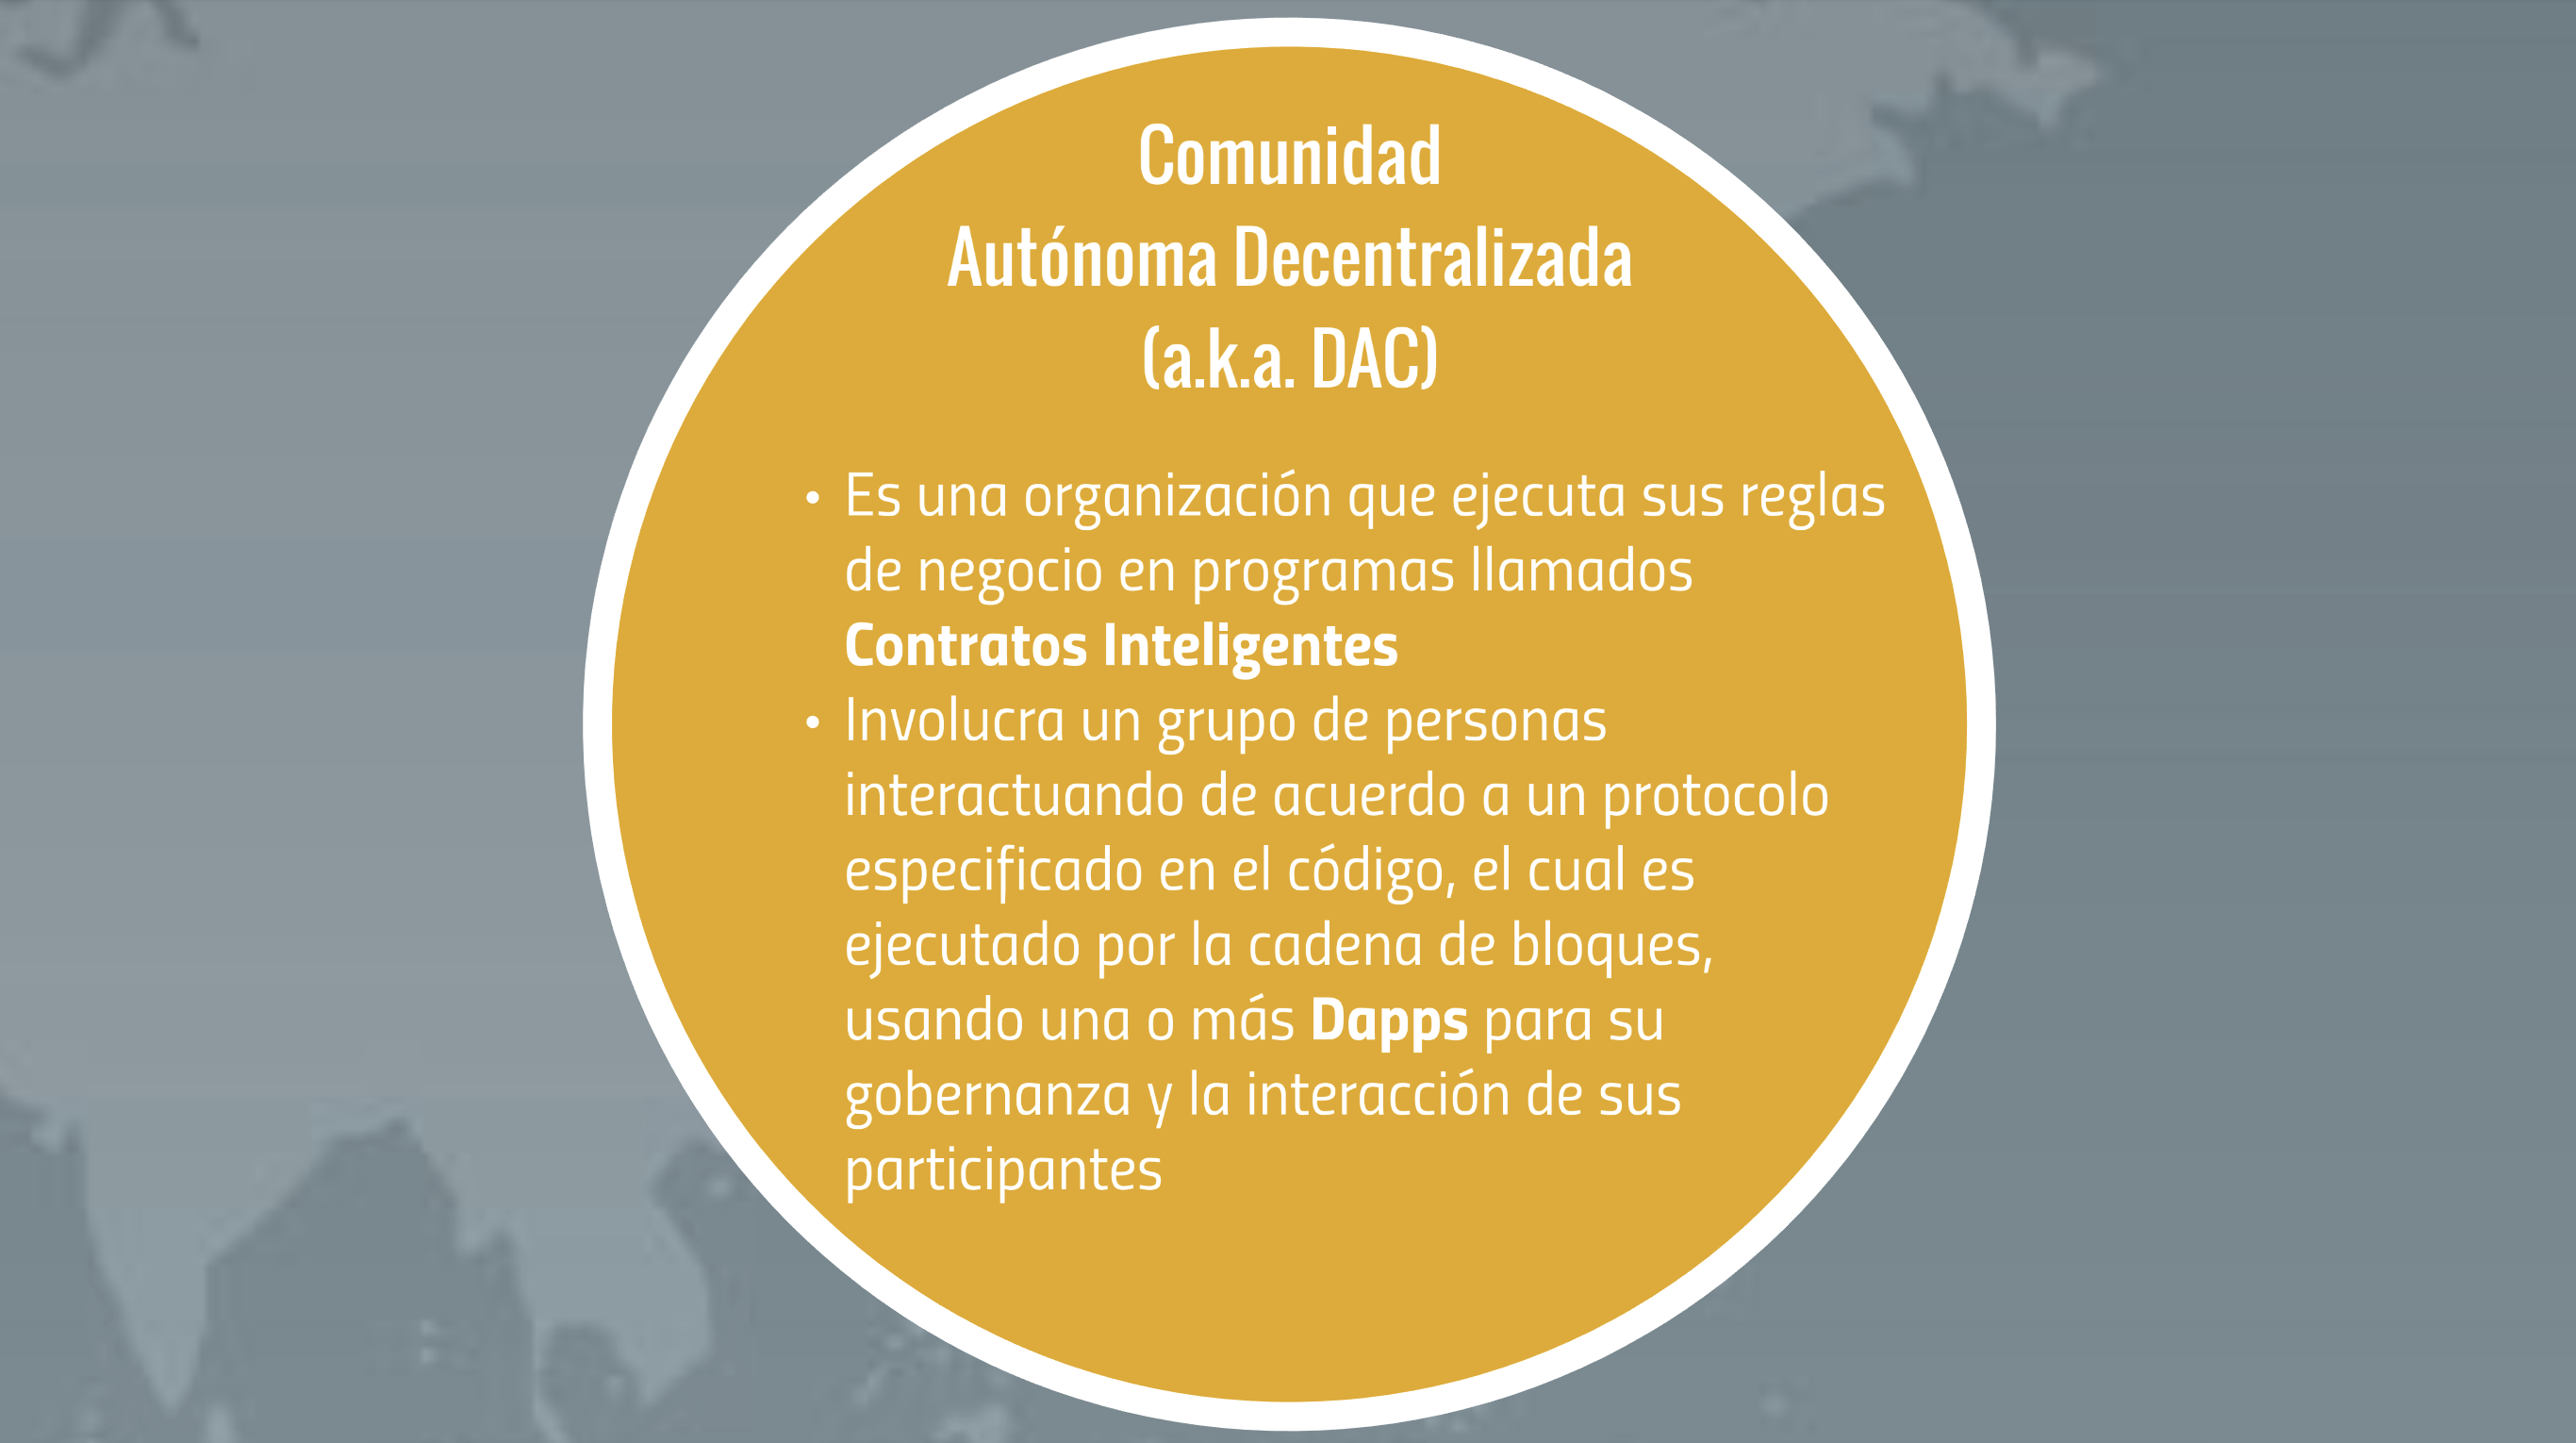 Comunidad
Autónoma Decentralizada
(a.k.a. DAC)
• Es una organización que ejecuta sus reglas
de negocio en programas llamados
Contratos Inteligentes
• Involucra un grupo de personas
interactuando de acuerdo a un protocolo
especificado en el código, el cual es
ejecutado por la cadena de bloques,
usando una o más Dapps para su
gobernanza y la interacción de sus
participantes